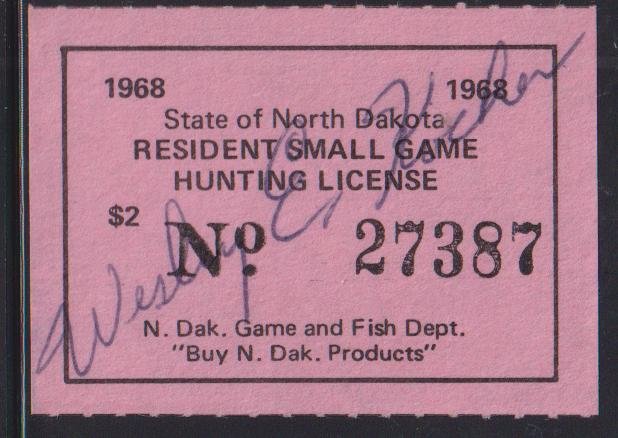 1968 1968
State of North Dakota
RESIDENT SMALL GAME
HUNTING LICENSE
$2
No. 27387
N. Dak. Game and Fish Dept.
"Buy N. Dak. Products"
Wesley E.